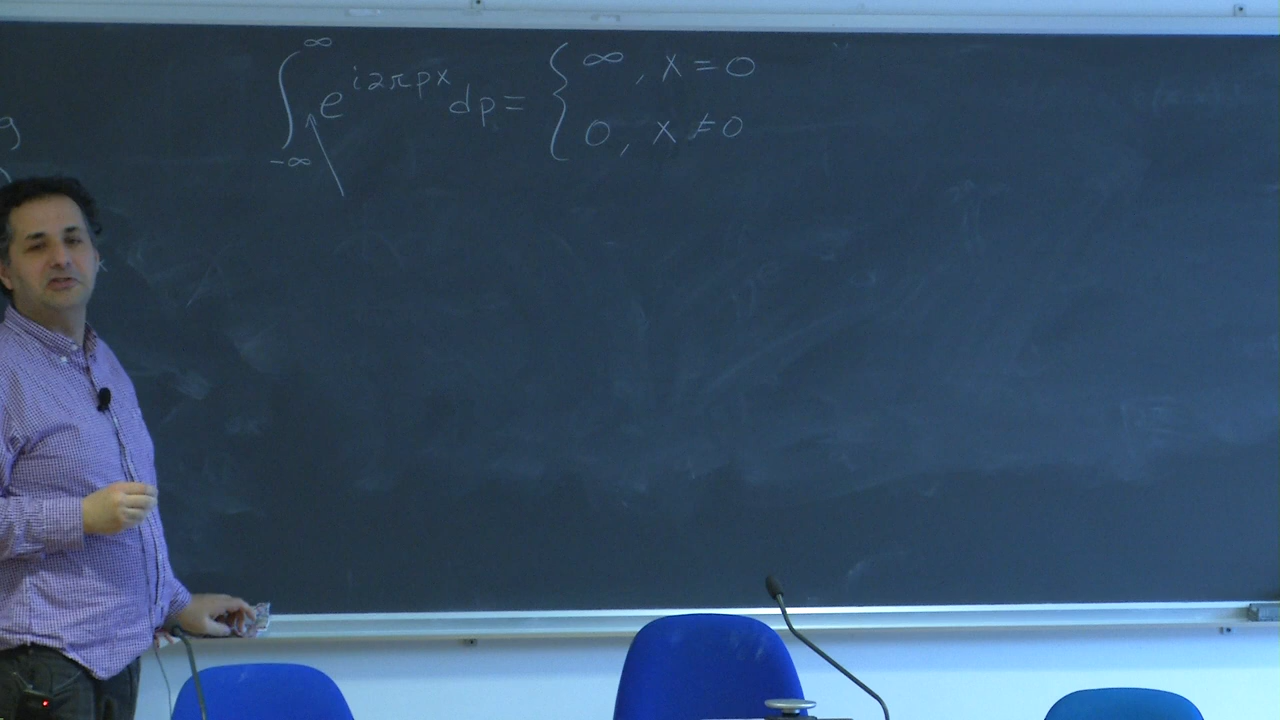 ∫_{-∞}^{∞} e^{i2πpx} dp = { ∞, x = 0
0, x ≠ 0
g